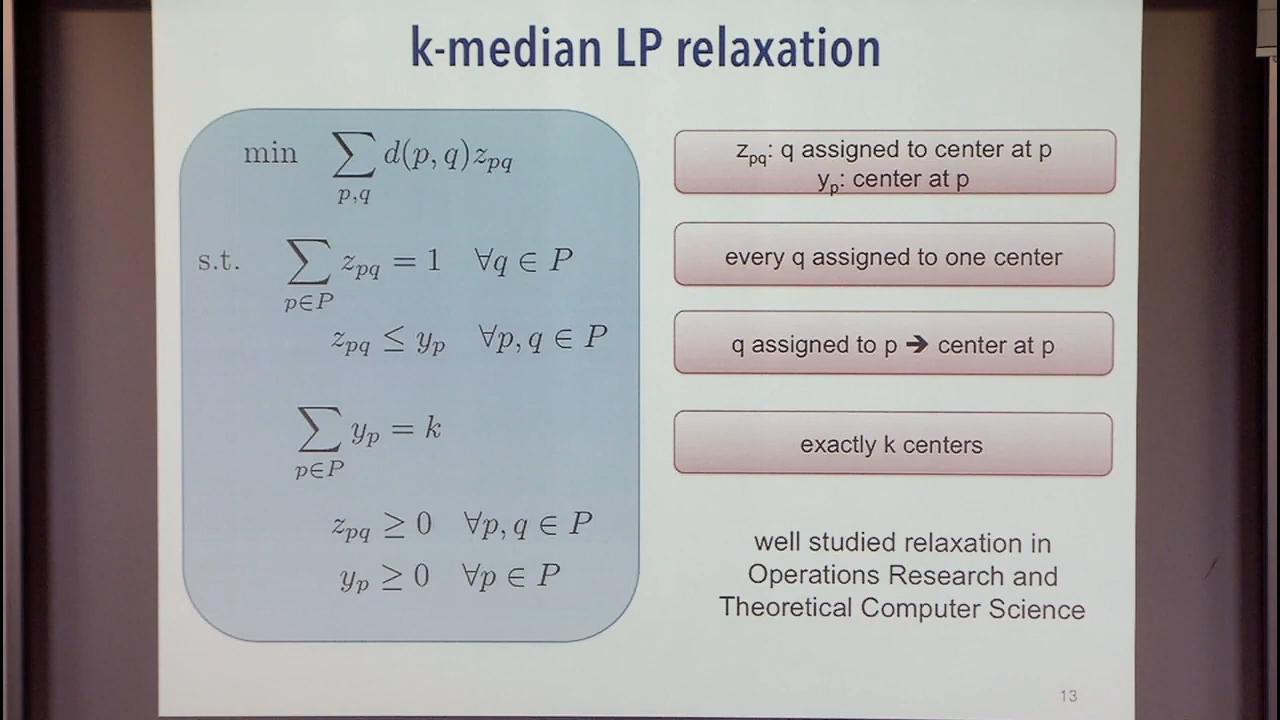 k-median LP relaxation
min ∑_{p,q} d(p, q)z_{pq}
s.t. ∑_{p∈P} z_{pq} = 1 ∀q ∈ P
z_{pq} ≤ y_p ∀p, q ∈ P
∑_{p∈P} y_p = k
z_{pq} ≥ 0 ∀p, q ∈ P
y_p ≥ 0 ∀p ∈ P
z_{pq}: q assigned to center at p
y_p: center at p
every q assigned to one center
q assigned to p ➔ center at p
exactly k centers
well studied relaxation in
Operations Research and
Theoretical Computer Science
13